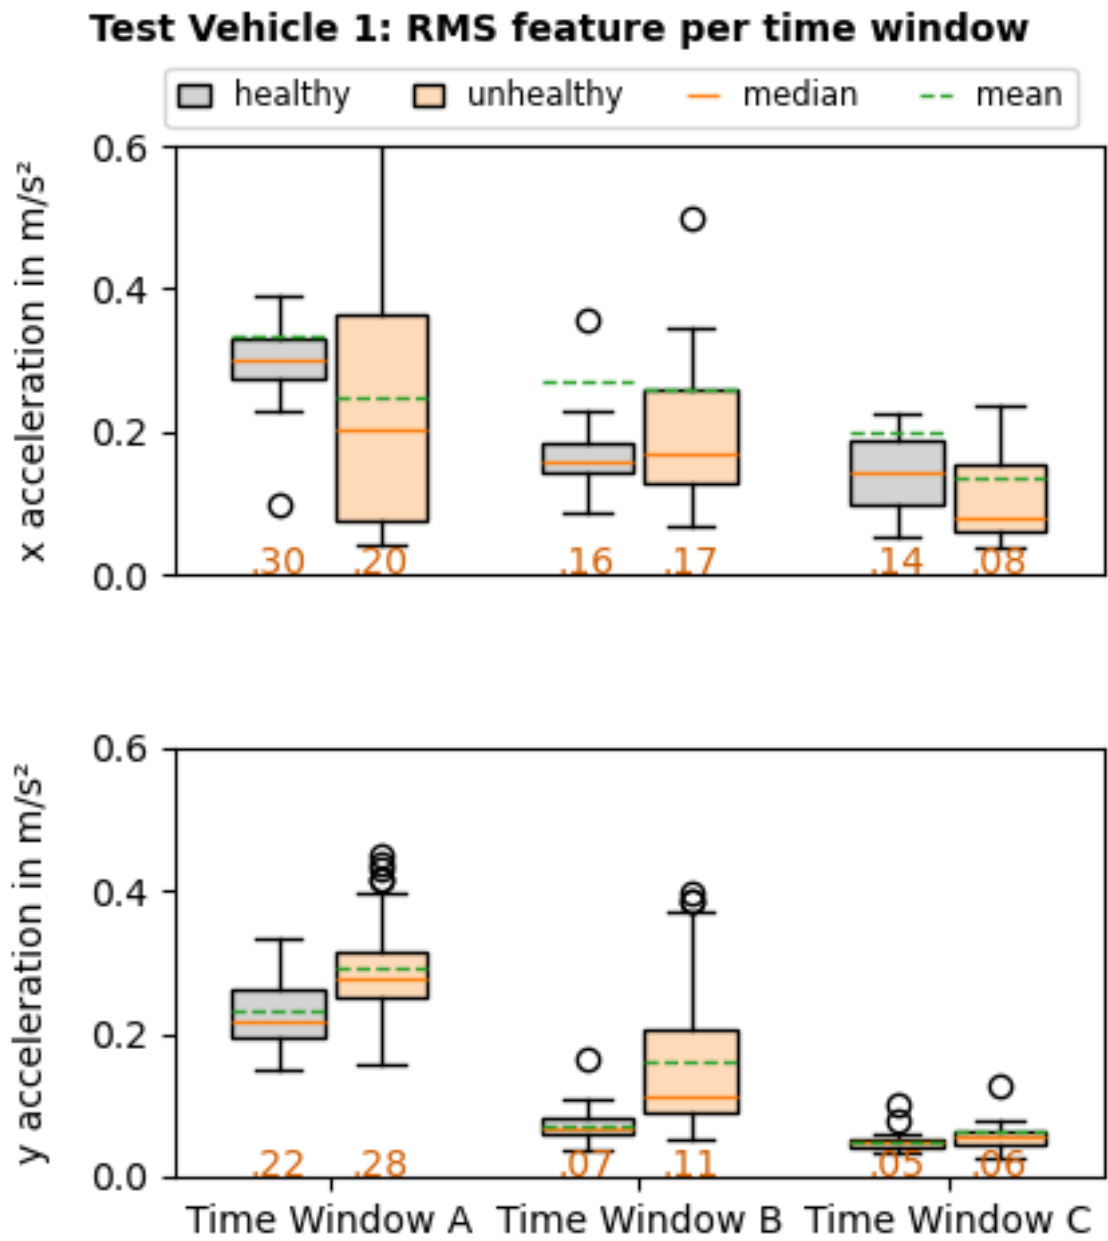 Test Vehicle 1: RMS feature per time window
healthy unhealthy median mean
x acceleration in m/s²
0.6
0.4
0.2
0.0
.30 .20 .16 .17 .14 .08
y acceleration in m/s²
0.6
0.4
0.2
0.0
.22 .28 .07 .11 .05 .06
Time Window A Time Window B Time Window C